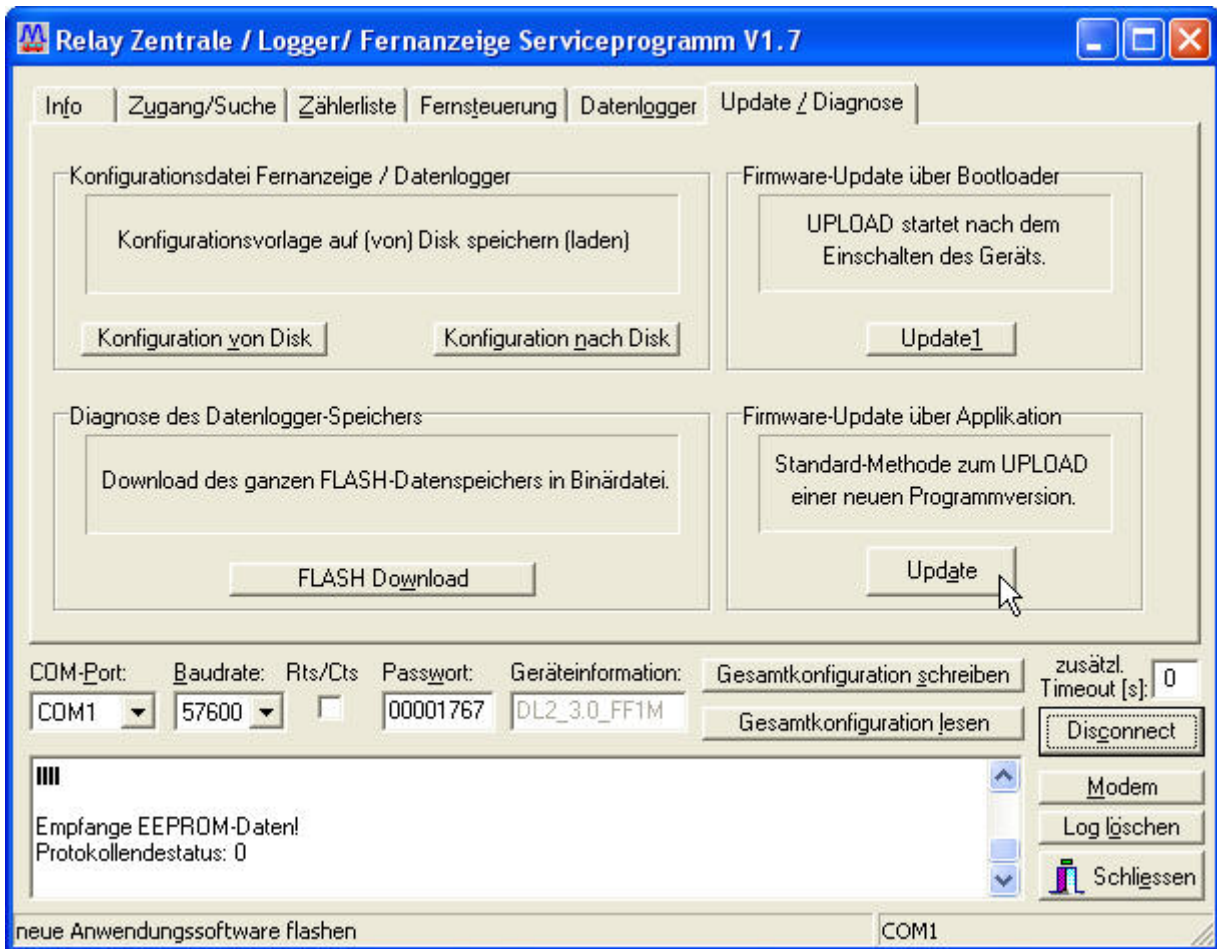 Relay Zentrale / Logger/ Fernanzeige Serviceprogramm V1.7
Info
Zugang/Suche
Zählerliste
Fernsteuerung
Datenlogger
Update / Diagnose
Konfigurationsdatei Fernanzeige / Datenlogger
Konfigurationsvorlage auf (von) Disk speichern (laden)
Konfiguration von Disk
Konfiguration nach Disk
Firmware-Update über Bootloader
UPLOAD startet nach dem
Einschalten des Geräts.
Update1
Diagnose des Datenlogger-Speichers
Download des ganzen FLASH-Datenspeichers in Binärdatei.
FLASH Download
Firmware-Update über Applikation
Standard-Methode zum UPLOAD
einer neuen Programmversion.
Update
COM-Port:
Baudrate:
Rts/Cts
Passwort:
Geräteinformation:
COM1
57600
00001767
DL2_3.0_FF1M
Gesamtkonfiguration schreiben
Gesamtkonfiguration lesen
zusätzl.
Timeout [s]:
0
Disconnect
IIII
Empfange EEPROM-Daten!
Protokollendestatus: 0
Modem
Log löschen
Schliessen
neue Anwendungssoftware flashen
COM1